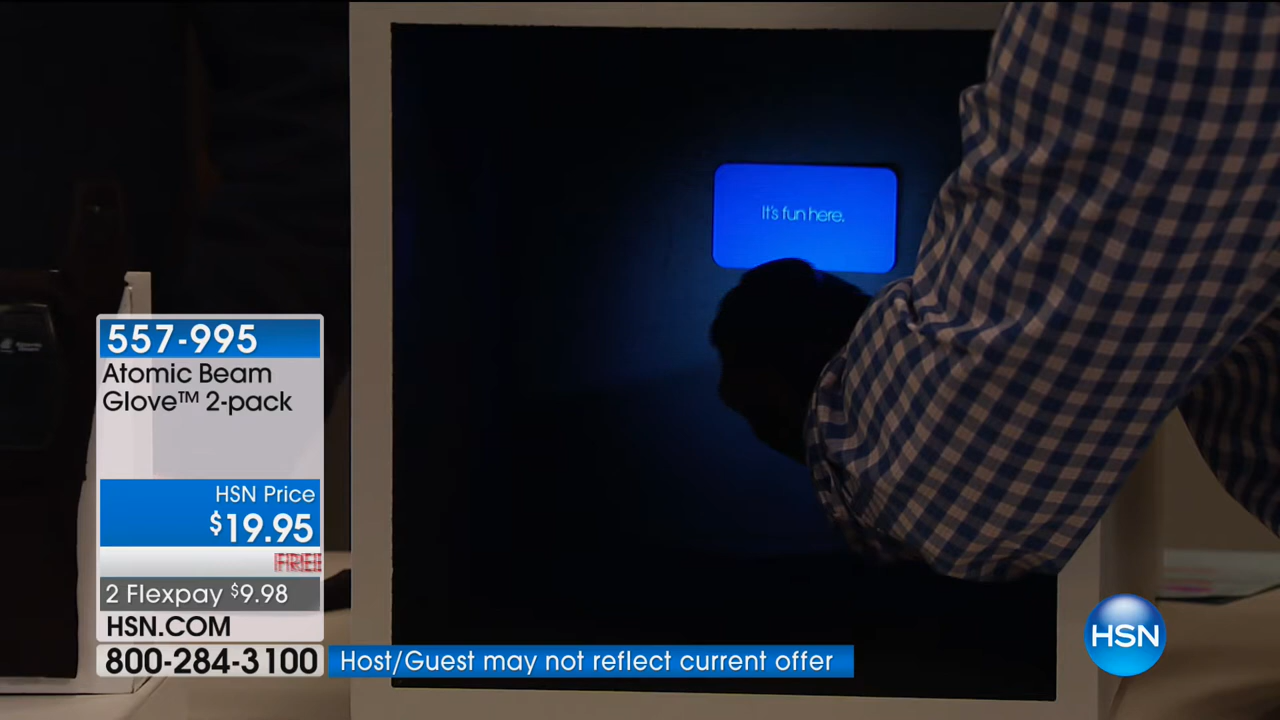 It's fun here.
557-995
Atomic Beam
Glove™ 2-pack
HSN Price
$19.95
2 Flexpay $9.98
HSN.COM
800-284-3100
Host/Guest may not reflect current offer
HSN